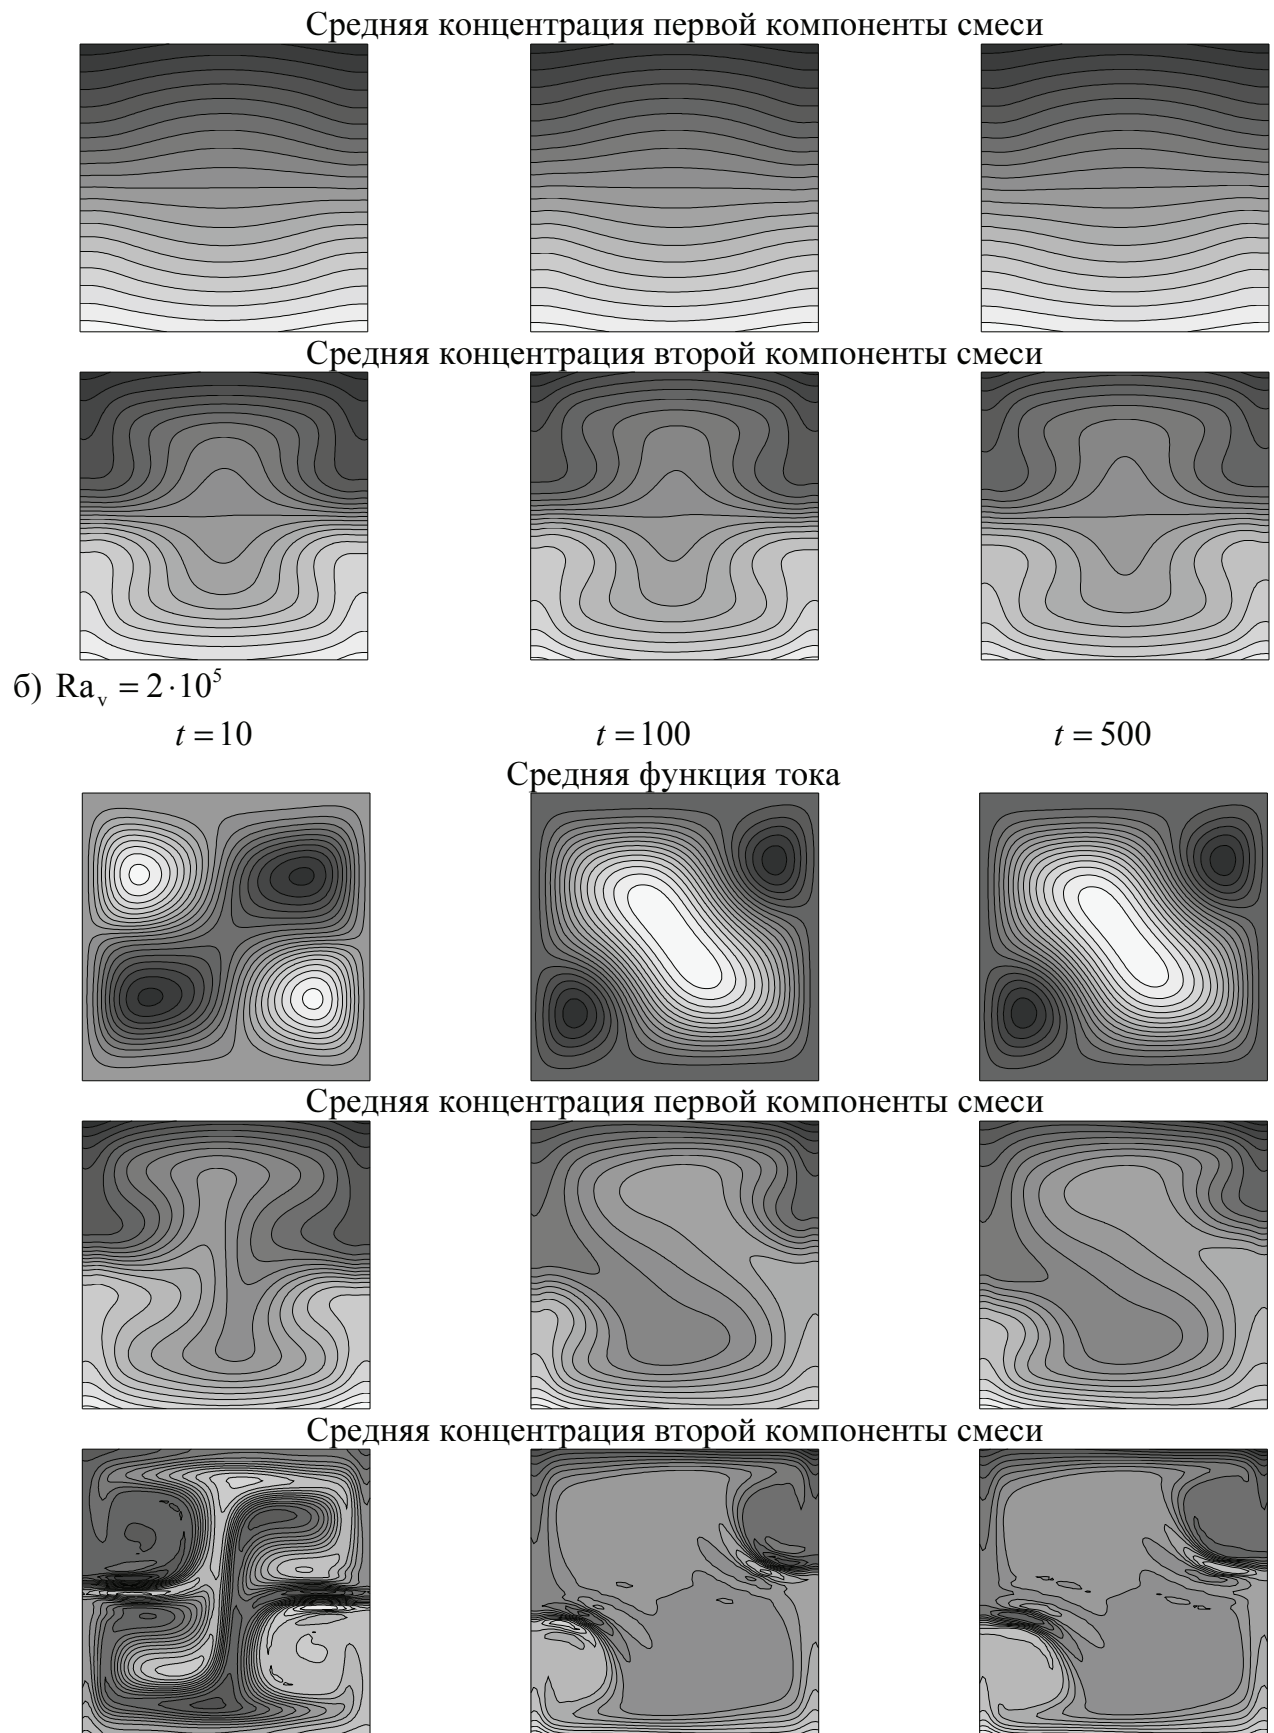 Средняя концентрация первой компоненты смеси
Средняя концентрация второй компоненты смеси
б) Ra_v = 2·10^5
t = 10 t = 100 t = 500
Средняя функция тока
Средняя концентрация первой компоненты смеси
Средняя концентрация второй компоненты смеси